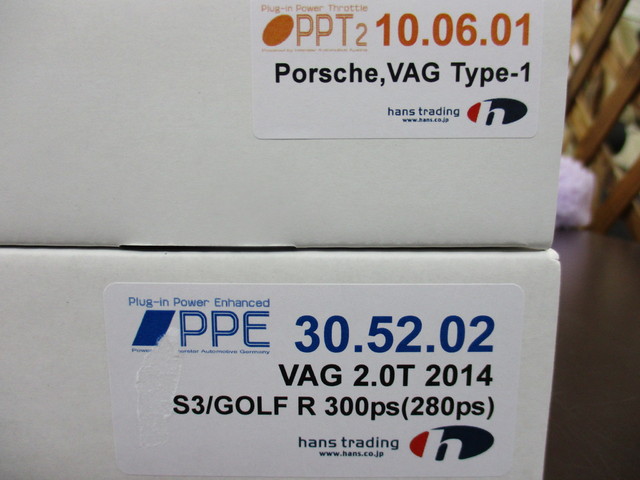 Plug-in Power Throttle
PPT2 10.06.01
Porsche,VAG Type-1
hans trading
www.hans.co.jp
h
Plug-in Power Enhanced
PPE 30.52.02
Automotive Germany
VAG 2.0T 2014
S3/GOLF R 300ps(280ps)
hans trading
www.hans.co.jp
h